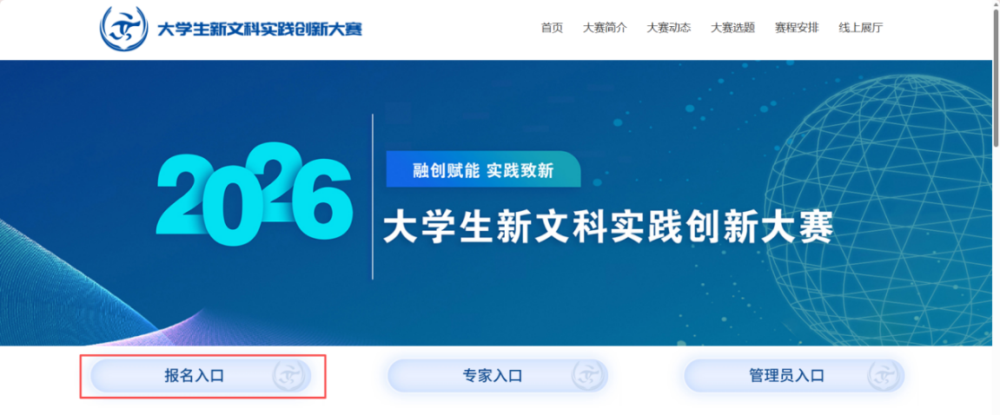 大学生新文科实践创新大赛
首页 大赛简介 大赛动态 大赛选题 赛程安排 线上展厅
2026
融创赋能 实践致新
大学生新文科实践创新大赛
报名入口 专家入口 管理员入口